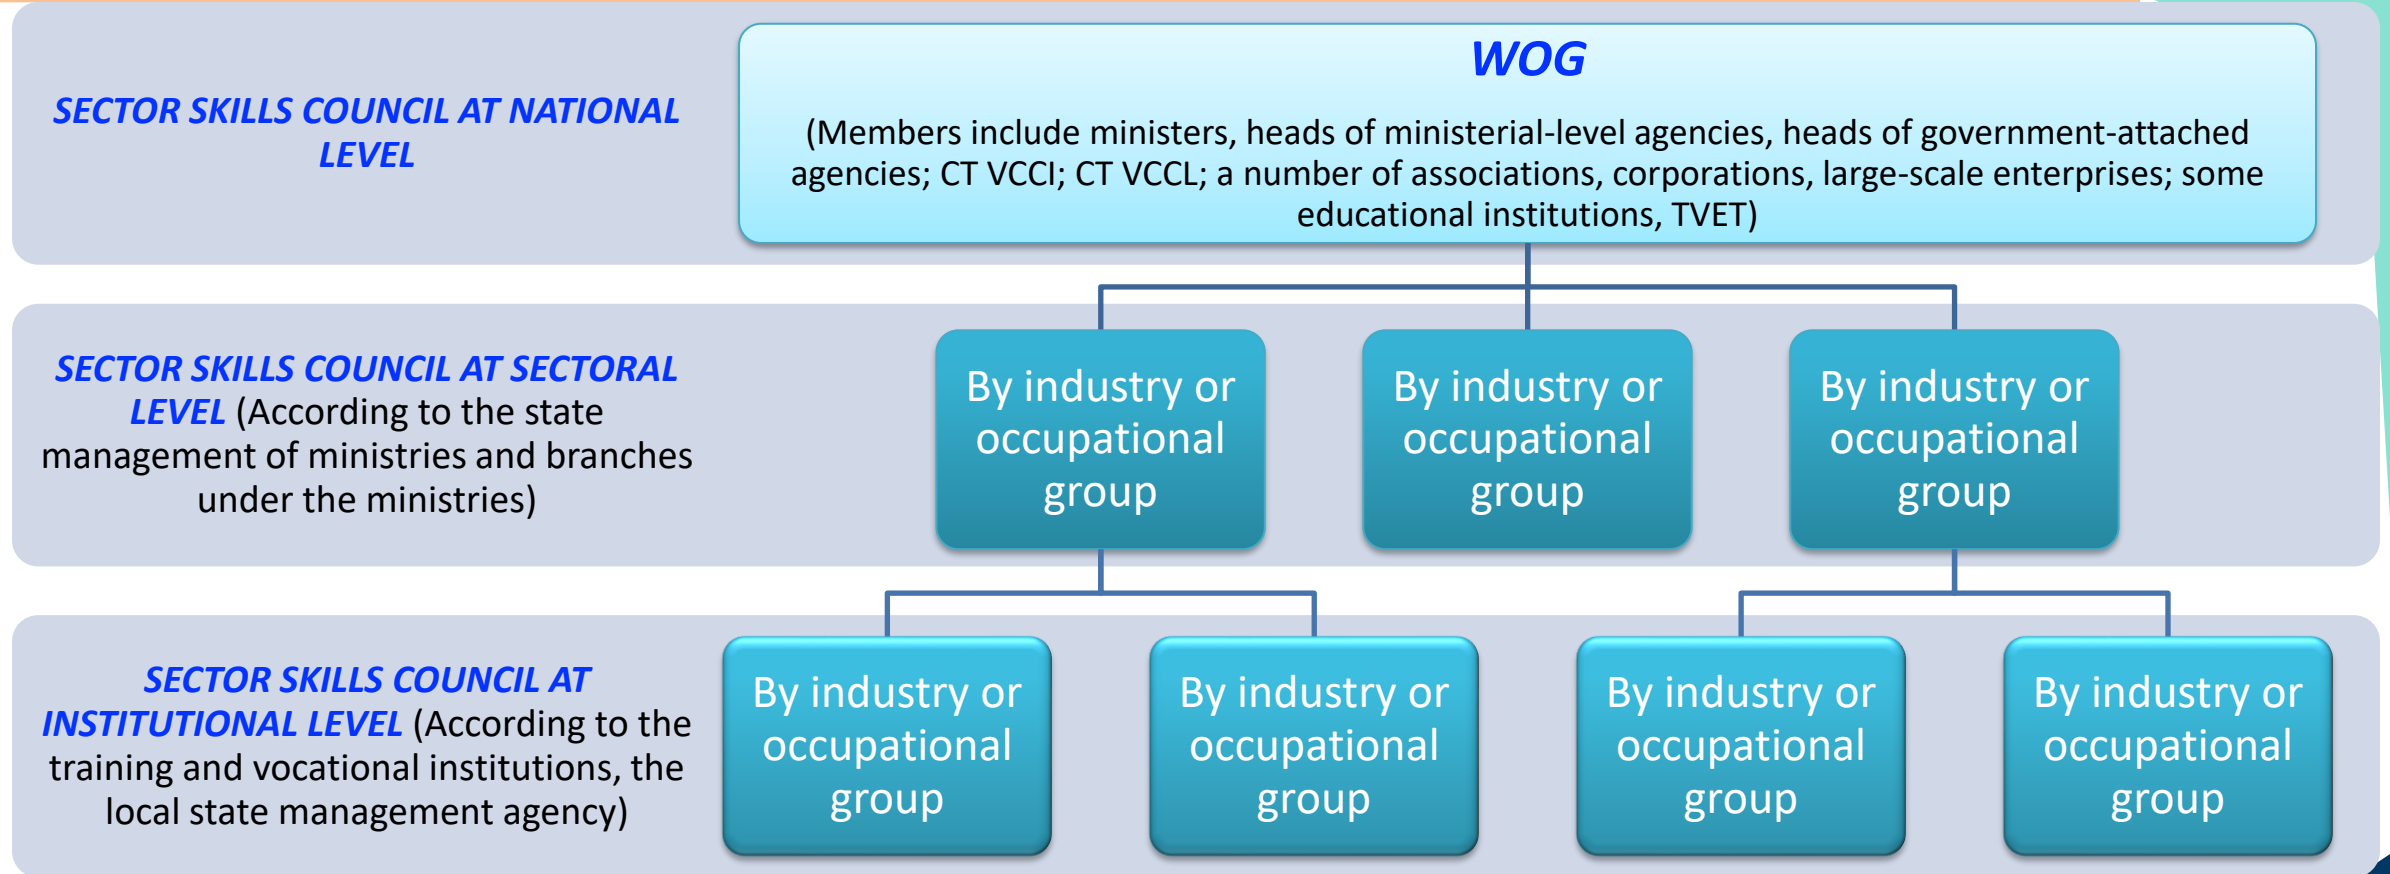 SECTOR SKILLS COUNCIL AT NATIONAL
LEVEL
WOG
(Members include ministers, heads of ministerial-level agencies, heads of government-attached
agencies; CT VCCI; CT VCCL; a number of associations, corporations, large-scale enterprises; some
educational institutions, TVET)
SECTOR SKILLS COUNCIL AT SECTORAL
LEVEL (According to the state
management of ministries and branches
under the ministries)
By industry or
occupational
group
By industry or
occupational
group
By industry or
occupational
group
SECTOR SKILLS COUNCIL AT
INSTITUTIONAL LEVEL (According to the
training and vocational institutions, the
local state management agency)
By industry or
occupational
group
By industry or
occupational
group
By industry or
occupational
group
By industry or
occupational
group